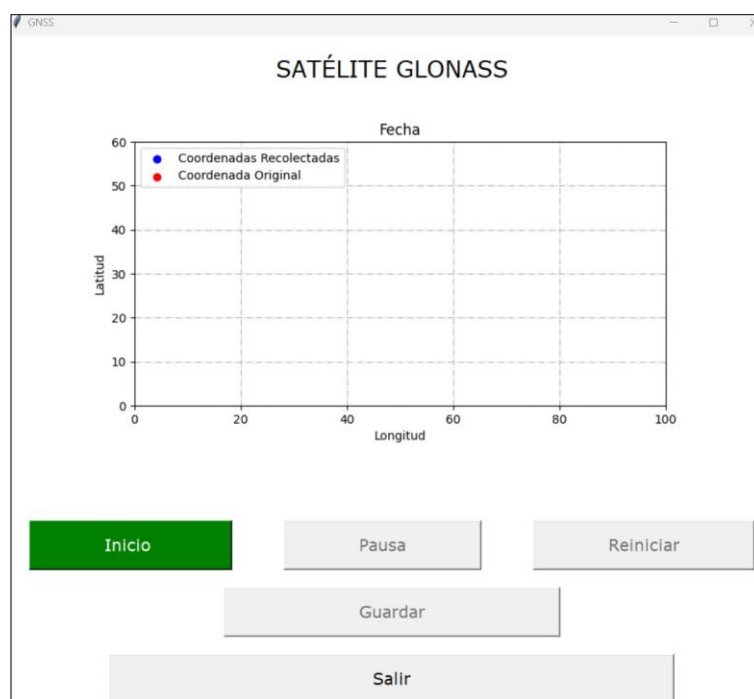 GNSS
SATÉLITE GLONASS
Fecha
60
50
40
30
20
10
0
Latitud
Coordenadas Recolectadas
Coordenada Original
0 20 40 60 80 100
Longitud
Inicio Pausa Reiniciar
Guardar
Salir